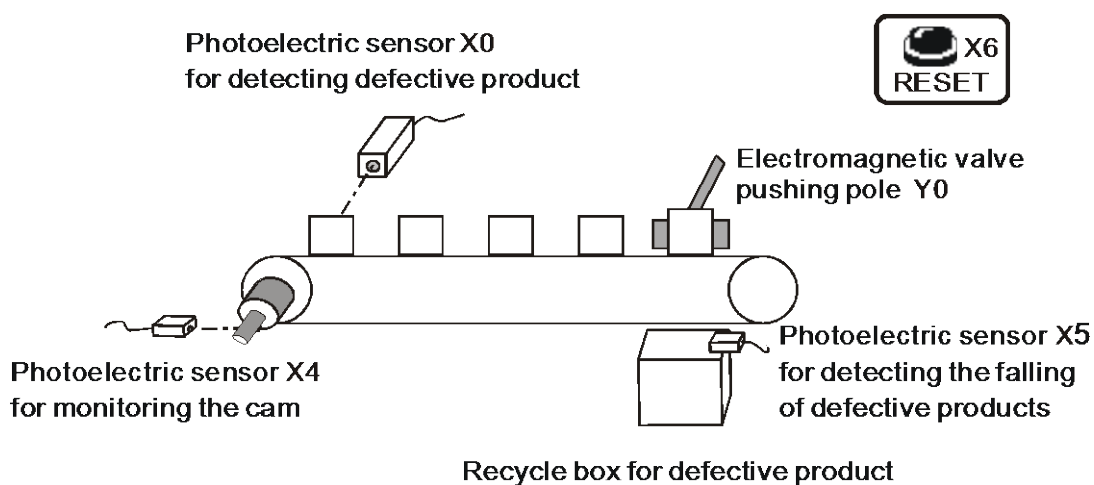 Photoelectric sensor X0
for detecting defective product
X6
RESET
Electromagnetic valve
pushing pole Y0
Photoelectric sensor X4
for monitoring the cam
Photoelectric sensor X5
for detecting the falling
of defective products
Recycle box for defective product